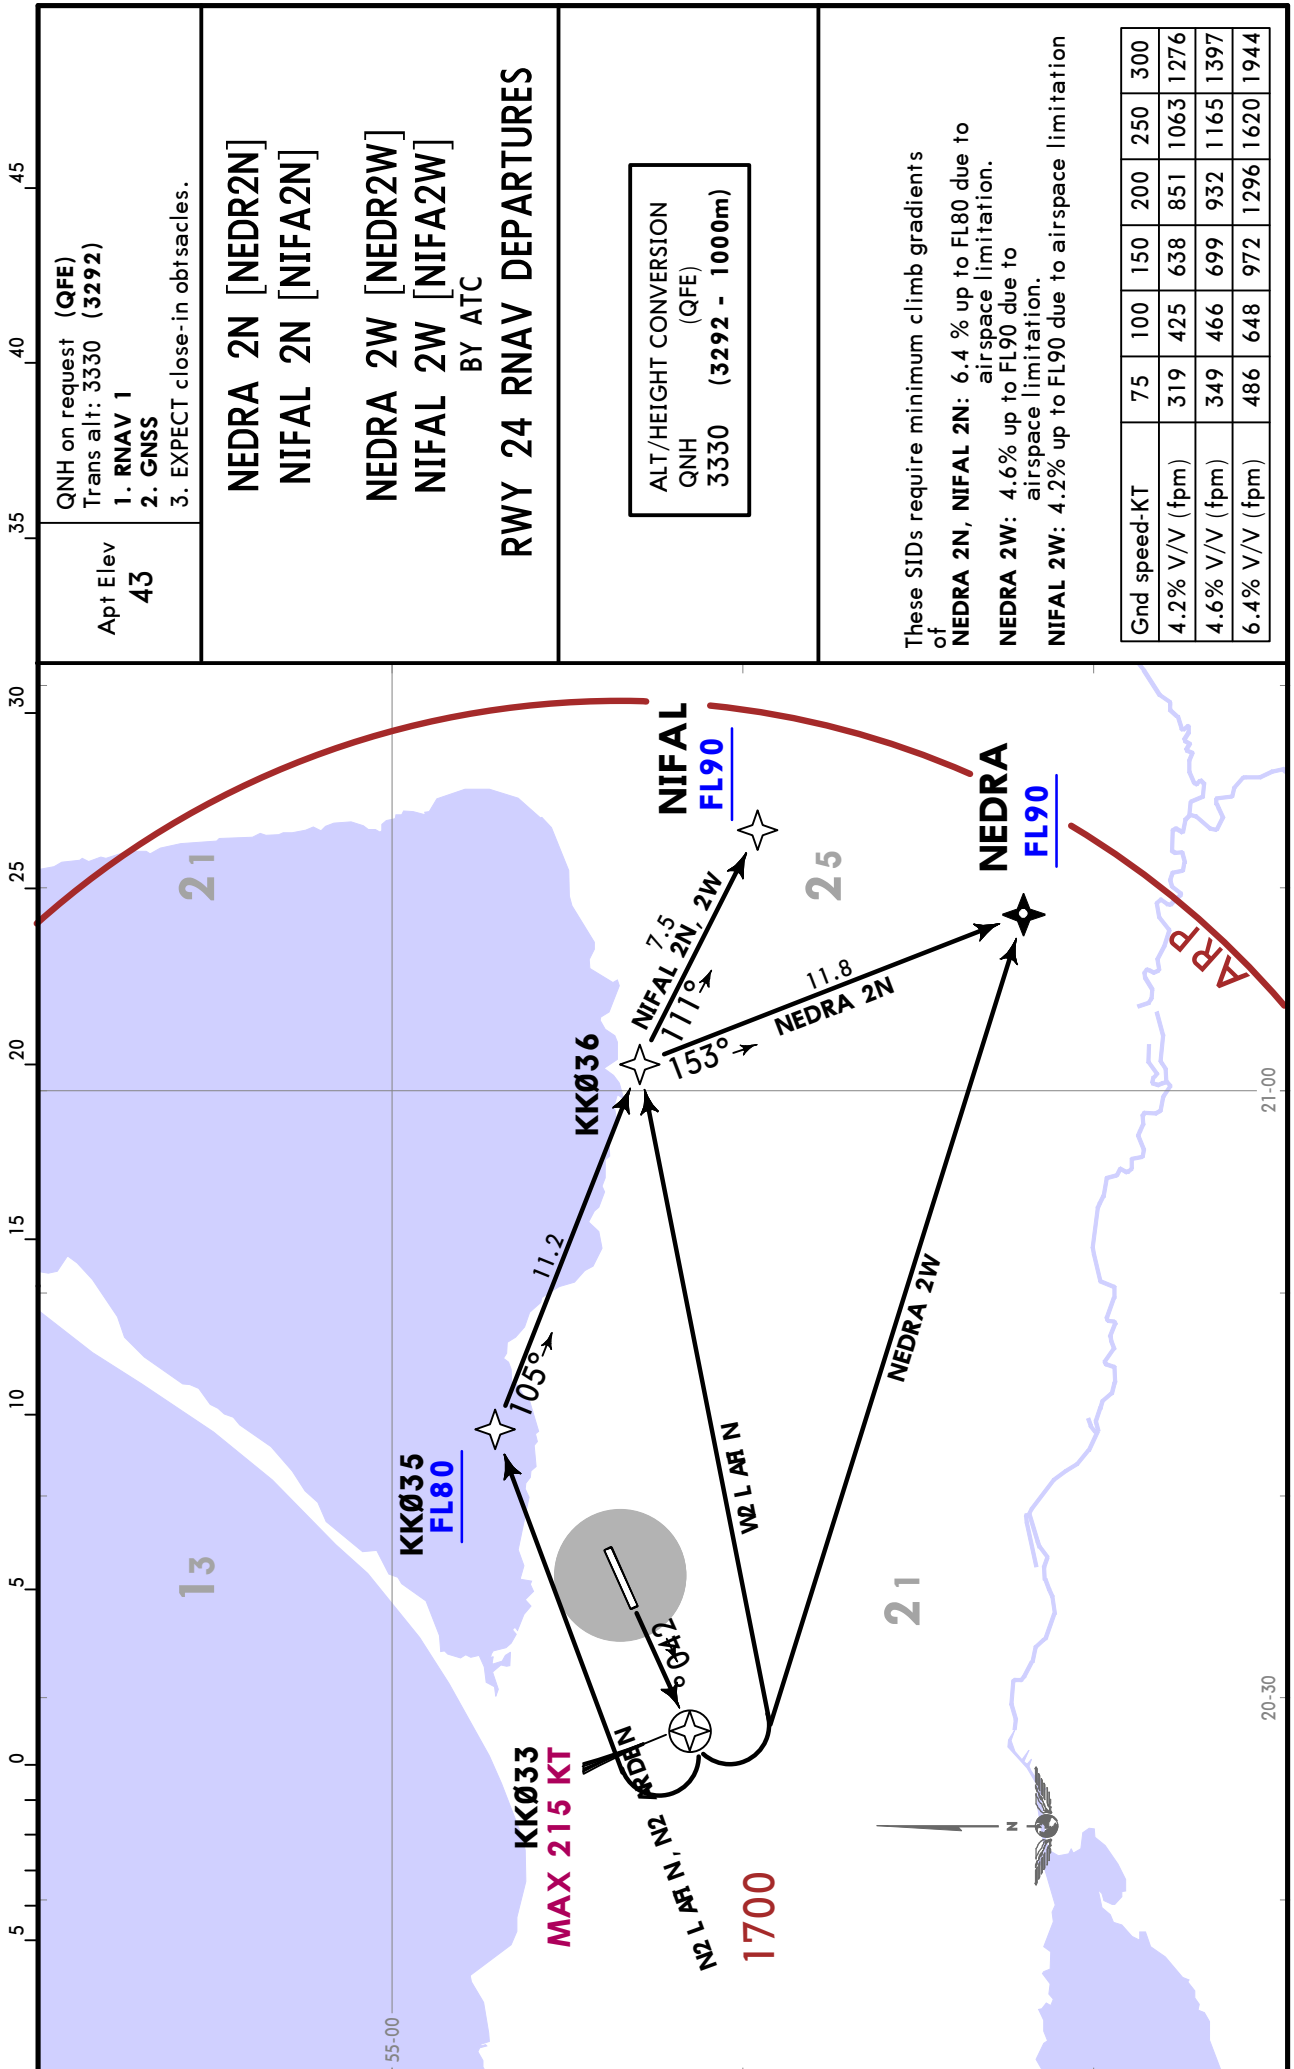 Apt Elev
43
QNH on request (QFE)
Trans alt: 3330 (3292)
1. RNAV 1
2. GNSS
3. EXPECT close-in obtsacles.
NEDRA 2N [NEDR2N]
NIFAL 2N [NIFA2N]
NEDRA 2W [NEDR2W]
NIFAL 2W [NIFA2W]
BY ATC
RWY 24 RNAV DEPARTURES
ALT/HEIGHT CONVERSION
QNH (QFE)
3330 (3292 - 1000m)
These SIDs require minimum climb gradients
of
NEDRA 2N, NIFAL 2N: 6.4 % up to FL80 due to
airspace limitation.
NEDRA 2W: 4.6% up to FL90 due to
airspace limitation.
NIFAL 2W: 4.2% up to FL90 due to airspace limitation
Gnd speed-KT 75 100 150 200 250 300
4.2% V/V (fpm) 319 425 638 851 1063 1276
4.6% V/V (fpm) 349 466 699 932 1165 1397
6.4% V/V (fpm) 486 648 972 1296 1620 1944
5 0 5 10 15 20 25 30 35 40 45
13
21
55-00
KKØ35
FL80
105°
11.2
KKØ36
KKØ33
MAX 215 KT
NIFAL
FL90
7.5
NIFAL 2N, 2W
111°
153°
11.8
NEDRA 2N
25
NEDRA
FL90
1700
NEDRA 2W
21
ARP
N
20-30
21-00